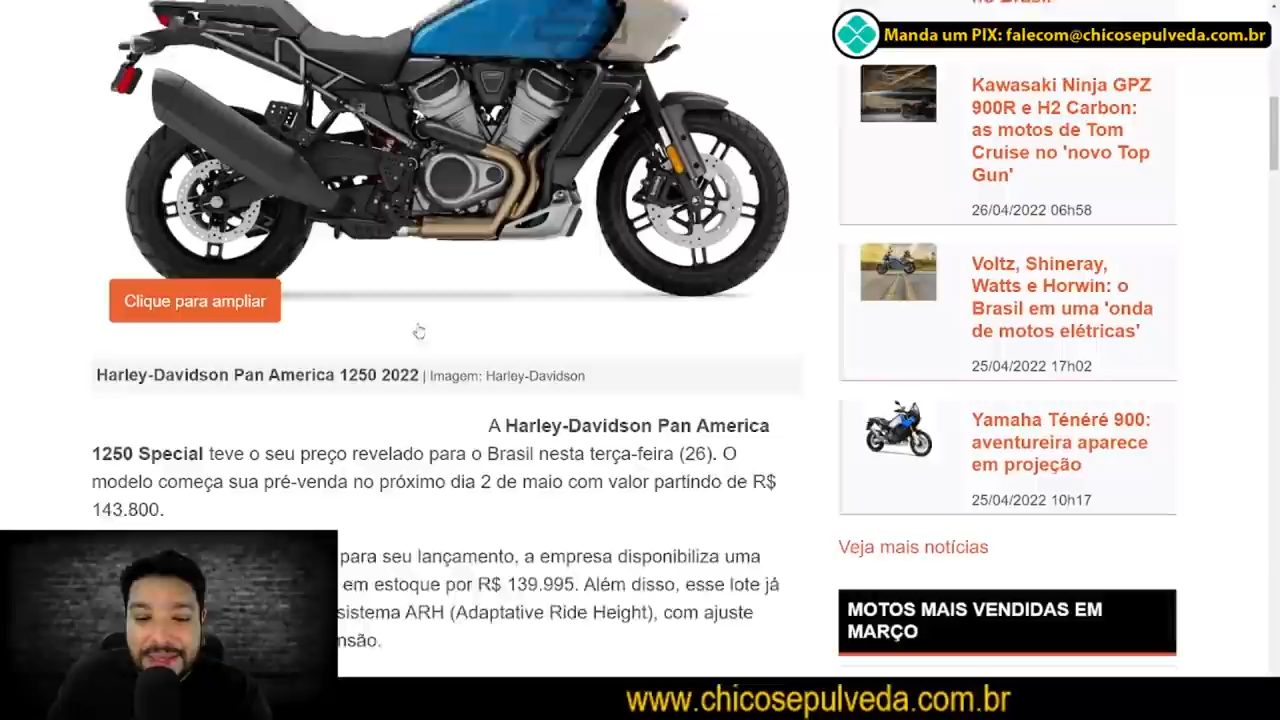 no Brasil
Manda um PIX: falecom@chicosepulveda.com.br
Kawasaki Ninja GPZ
900R e H2 Carbon:
as motos de Tom
Cruise no 'novo Top
Gun'
26/04/2022 06h58
Voltz, Shineray,
Watts e Horwin: o
Brasil em uma 'onda
de motos elétricas'
25/04/2022 17h02
Yamaha Ténéré 900:
aventureira aparece
em projeção
25/04/2022 10h17
Veja mais notícias
MOTOS MAIS VENDIDAS EM
MARÇO
Clique para ampliar
Harley-Davidson Pan America 1250 2022 | Imagem: Harley-Davidson
A Harley-Davidson Pan America
1250 Special teve o seu preço revelado para o Brasil nesta terça-feira (26). O
modelo começa sua pré-venda no próximo dia 2 de maio com valor partindo de R$
143.800.
para seu lançamento, a empresa disponibiliza uma
em estoque por R$ 139.995. Além disso, esse lote já
sistema ARH (Adaptative Ride Height), com ajuste
nsão.
www.chicosepulveda.com.br